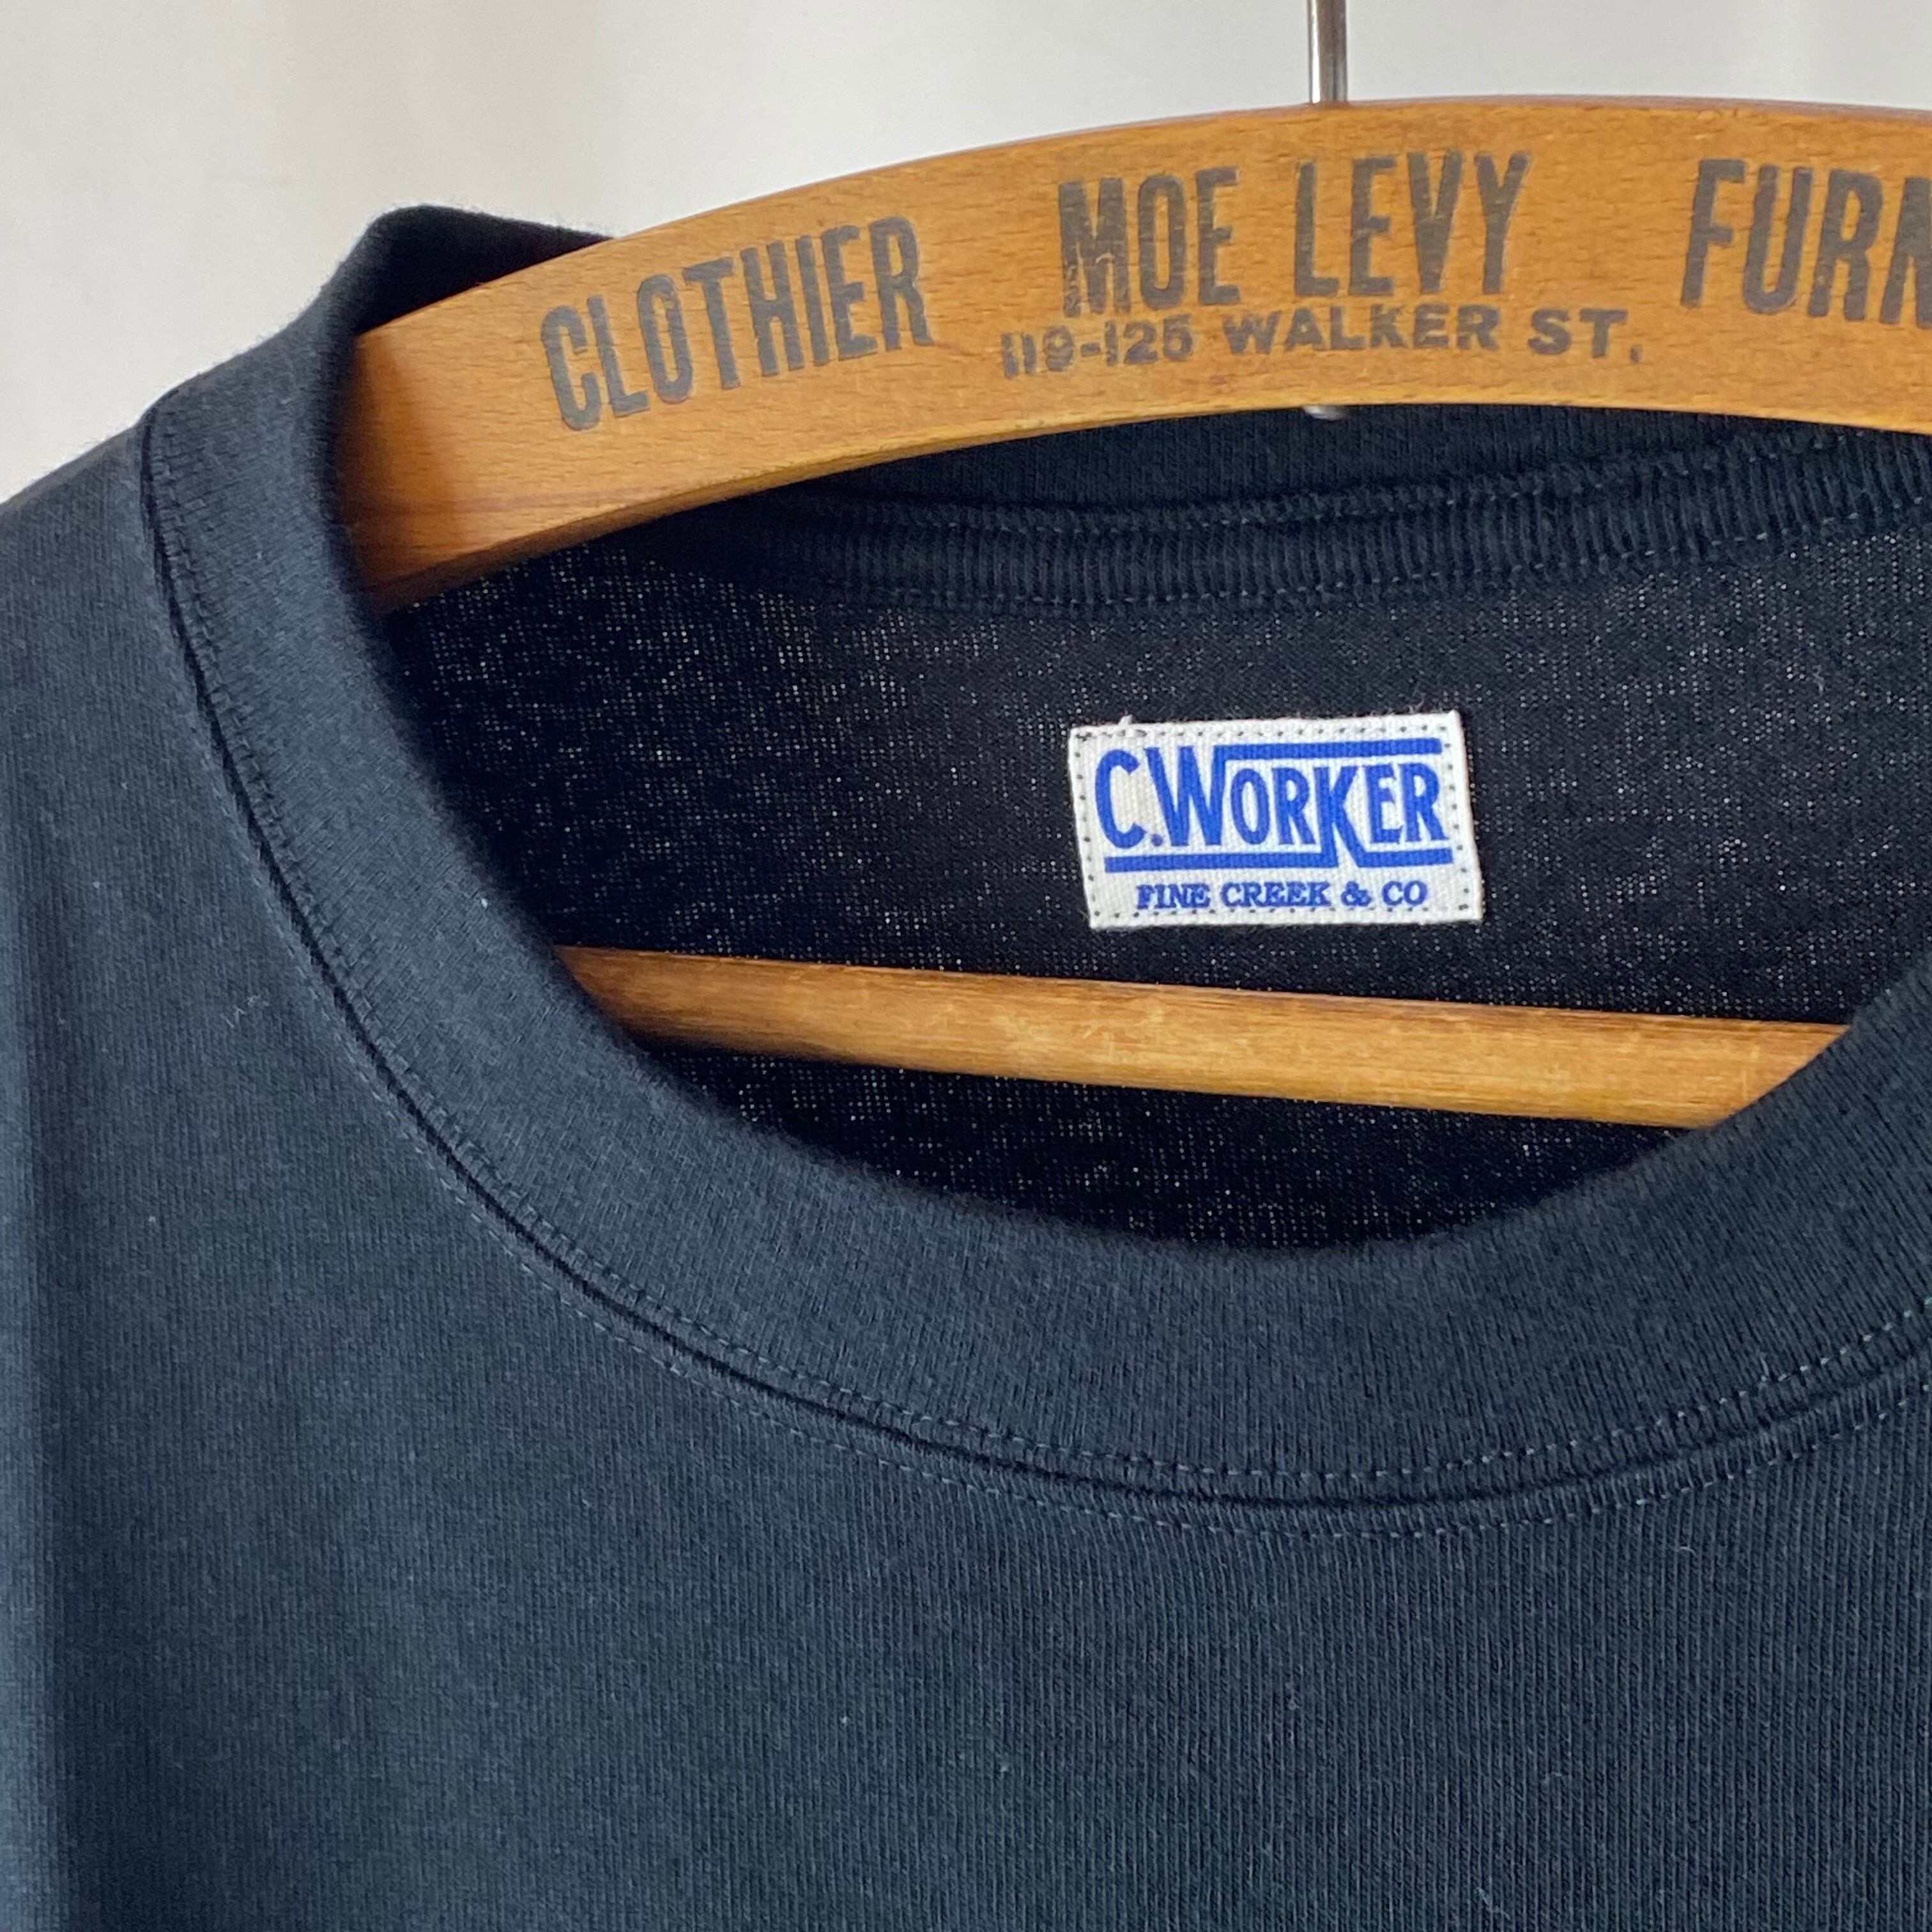 CLOTHIER MOE LEVY FURN
119-125 WALKER ST.
C.WORKER
FINE CREEK & CO